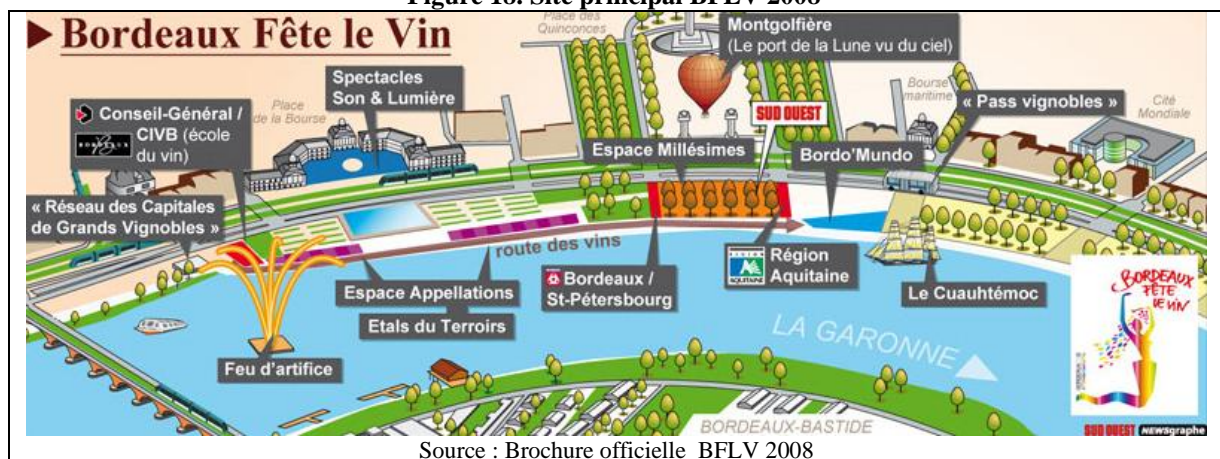 Figure 18. Site principal BFLV 2008
Bordeaux Fête le Vin
Place des
Quinconces
Montgolfière
(Le port de la Lune vu du ciel)
Spectacles
Son & Lumière
Place
de la Bourse
Conseil-Général /
CIVB (école
du vin)
BORDEAUX
SUD OUEST
Bourse
maritime
« Pass vignobles »
Cité
Mondiale
Espace Millésimes
Bordo'Mundo
« Réseau des Capitales
de Grands Vignobles »
route des vins
Espace Appellations
Etals du Terroirs
Bordeaux /
St-Pétersbourg
AQUITAINE
Région
Aquitaine
Le Cuauhtémoc
Feu d'artifice
LA GARONNE
BORDEAUX
FÊTE
LE VIN
BORDEAUX-BASTIDE
SUD OUEST NEWSgraphe
Source : Brochure officielle BFLV 2008